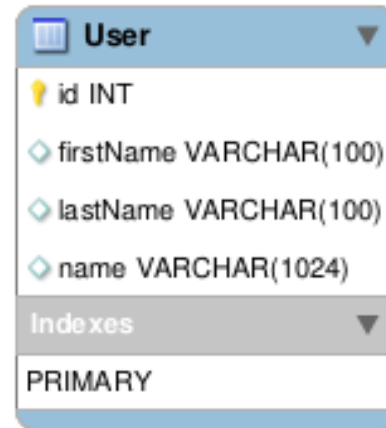 User
id INT
firstName VARCHAR(100)
lastName VARCHAR(100)
name VARCHAR(1024)
Indexes
PRIMARY